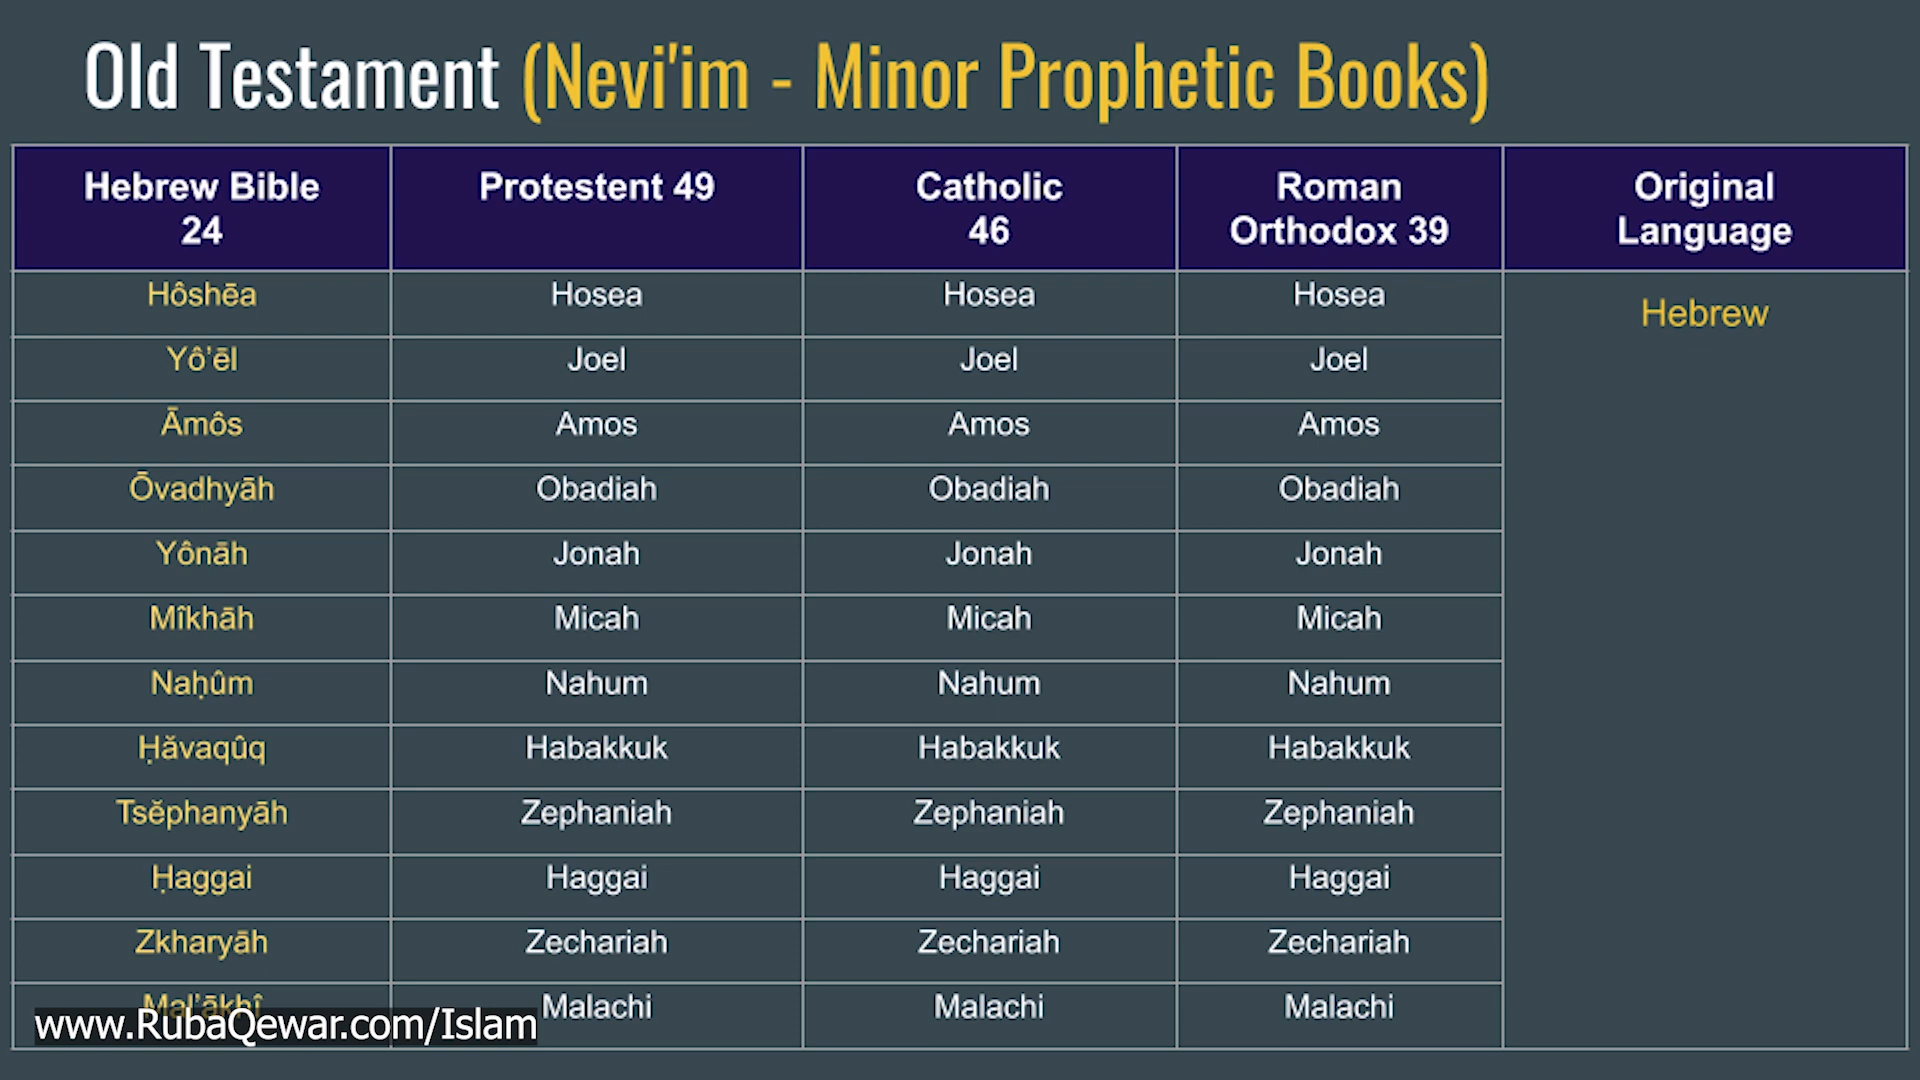 Old Testament (Nevi'im - Minor Prophetic Books)
Hebrew Bible 24 Protestent 49 Catholic 46 Roman Orthodox 39 Original Language
Hôshēa Hosea Hosea Hosea Hebrew
Yô’ēl Joel Joel Joel
Āmôs Amos Amos Amos
Ōvadhyāh Obadiah Obadiah Obadiah
Yônāh Jonah Jonah Jonah
Mîkhāh Micah Micah Micah
Naḥûm Nahum Nahum Nahum
Ḥăvaqûq Habakkuk Habakkuk Habakkuk
Tsĕphanyāh Zephaniah Zephaniah Zephaniah
Ḥaggai Haggai Haggai Haggai
Zkharyāh Zechariah Zechariah Zechariah
Mal’ākhî Malachi Malachi Malachi
www.RubaQewar.com/Islam